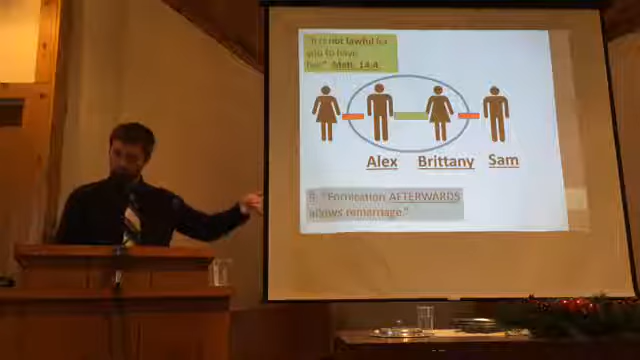 "It is not lawful for
you to have
her" Matt. 14:4
Alex Brittany Sam
8. "Fornication AFTERWARDS
allows remarriage."